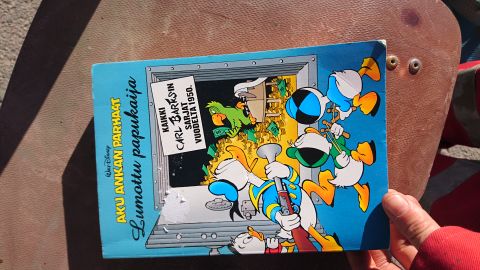 Walt Disney
AKU ANKAN PARHAAT
Lumottu papukaija
KAIKKI
CARL BARKSIN
SARJAT
VUODELTA 1950.